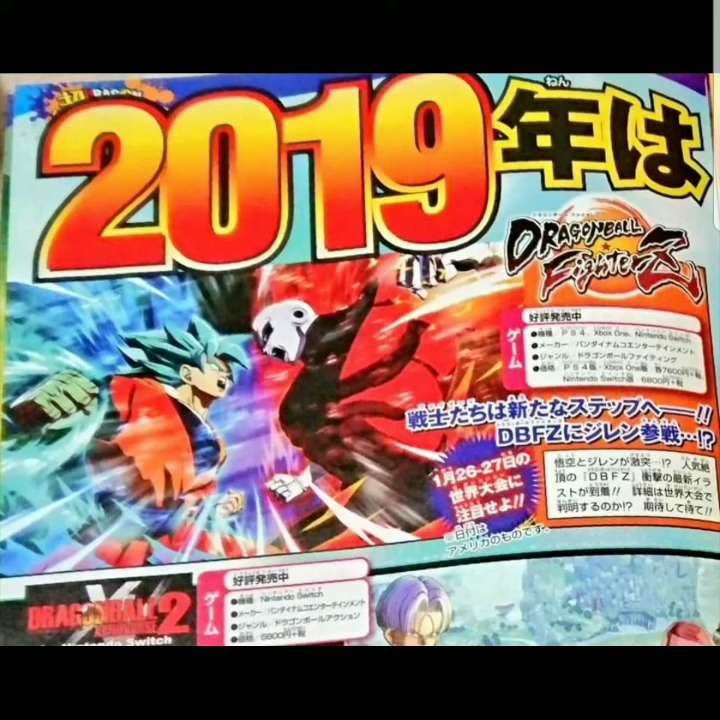 超DRAGON
2019年は
ねん
DRAGONBALL
FighterZ
好評発売中
ゲーム
●機種:PS4、Xbox One、Nintendo Switch
●メーカー:バンダイナムコエンターテインメント
●ジャンル:ドラゴンボールファイティング
●価格:PS4版・Xbox One版 各7600円+税
Nintendo Switch版 6800円+税
戦士たちは新たなステップへ――!!
DBFZにジレン参戦…!?
1月26-27日の
世界大会に
注目せよ!!
※日付は
アメリカのものです。
悟空とジレンが激突…!? 人気絶
頂の『DBFZ』衝撃の最新イラ
ストが到着!! 詳細は世界大会で
判明するのか!? 期待して待て!!
DRAGONBALL
XENOVERSE 2
Nintendo Switch
好評発売中
ゲーム
●機種:Nintendo Switch
●メーカー:バンダイナムコエンターテインメント
●ジャンル:ドラゴンボールアクション
●価格:5800円+税